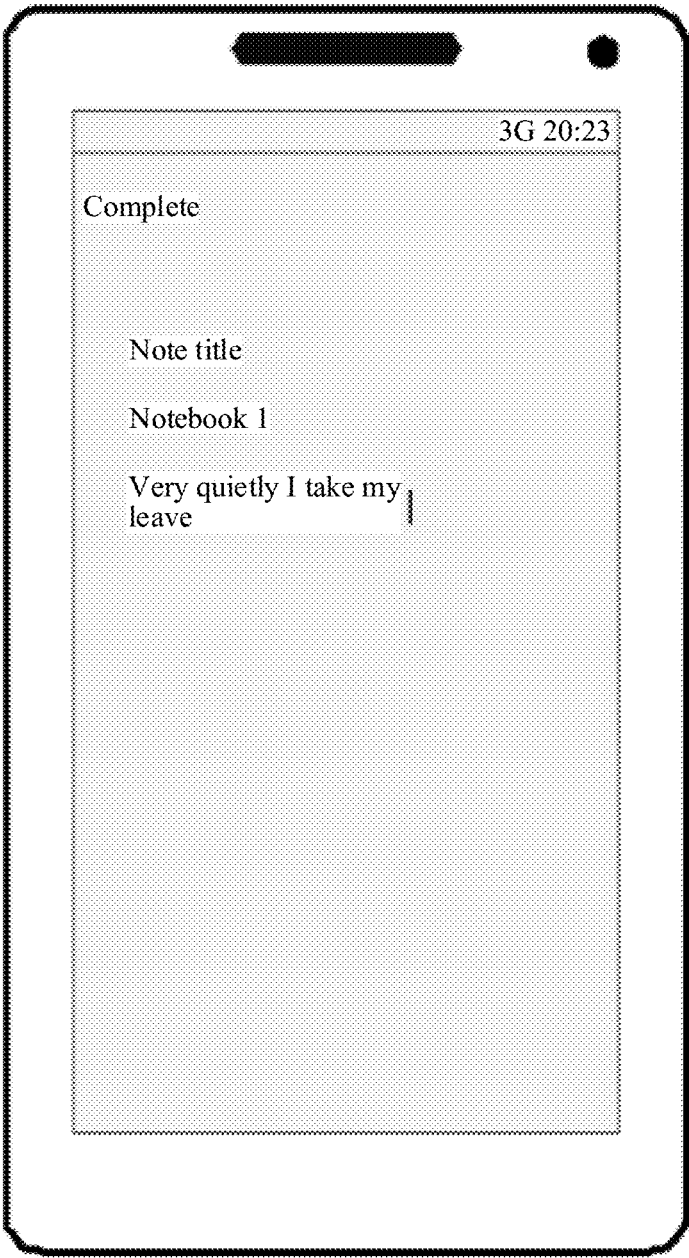 3G 20:23
Complete
Note title
Notebook 1
Very quietly I take my
leave